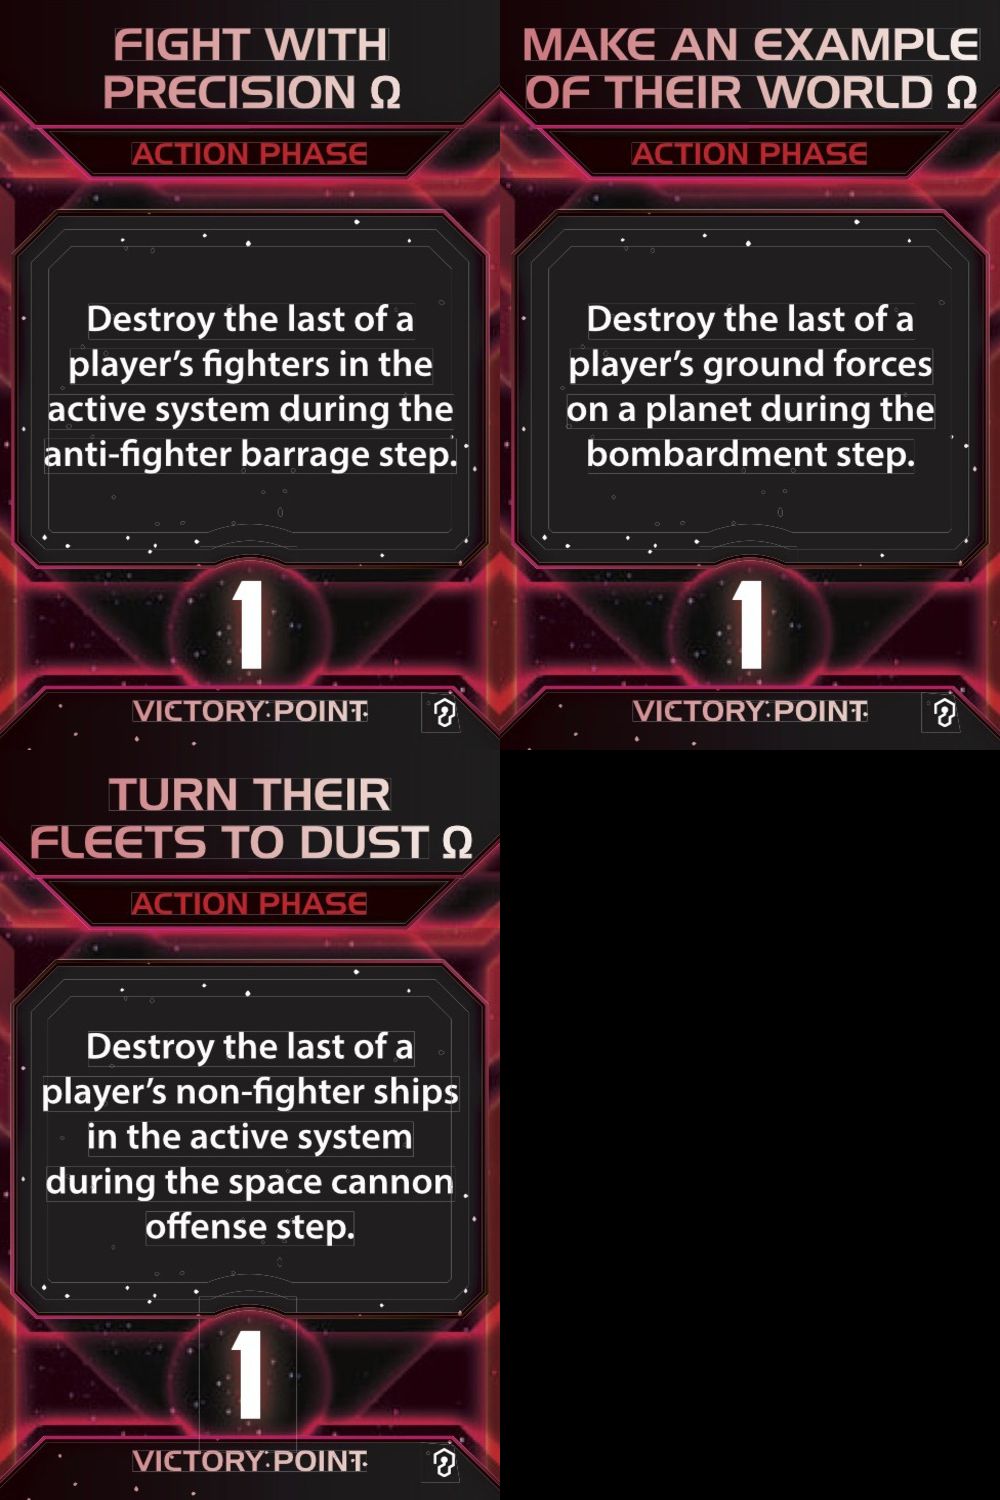 FIGHT WITH
PRECISION Ω
ACTION PHASE
Destroy the last of a
player’s fighters in the
active system during the
anti-fighter barrage step.
1
VICTORY POINT
MAKE AN EXAMPLE
OF THEIR WORLD Ω
ACTION PHASE
Destroy the last of a
player’s ground forces
on a planet during the
bombardment step.
1
VICTORY POINT
TURN THEIR
FLEETS TO DUST Ω
ACTION PHASE
Destroy the last of a
player’s non-fighter ships
in the active system
during the space cannon
offense step.
1
VICTORY POINT